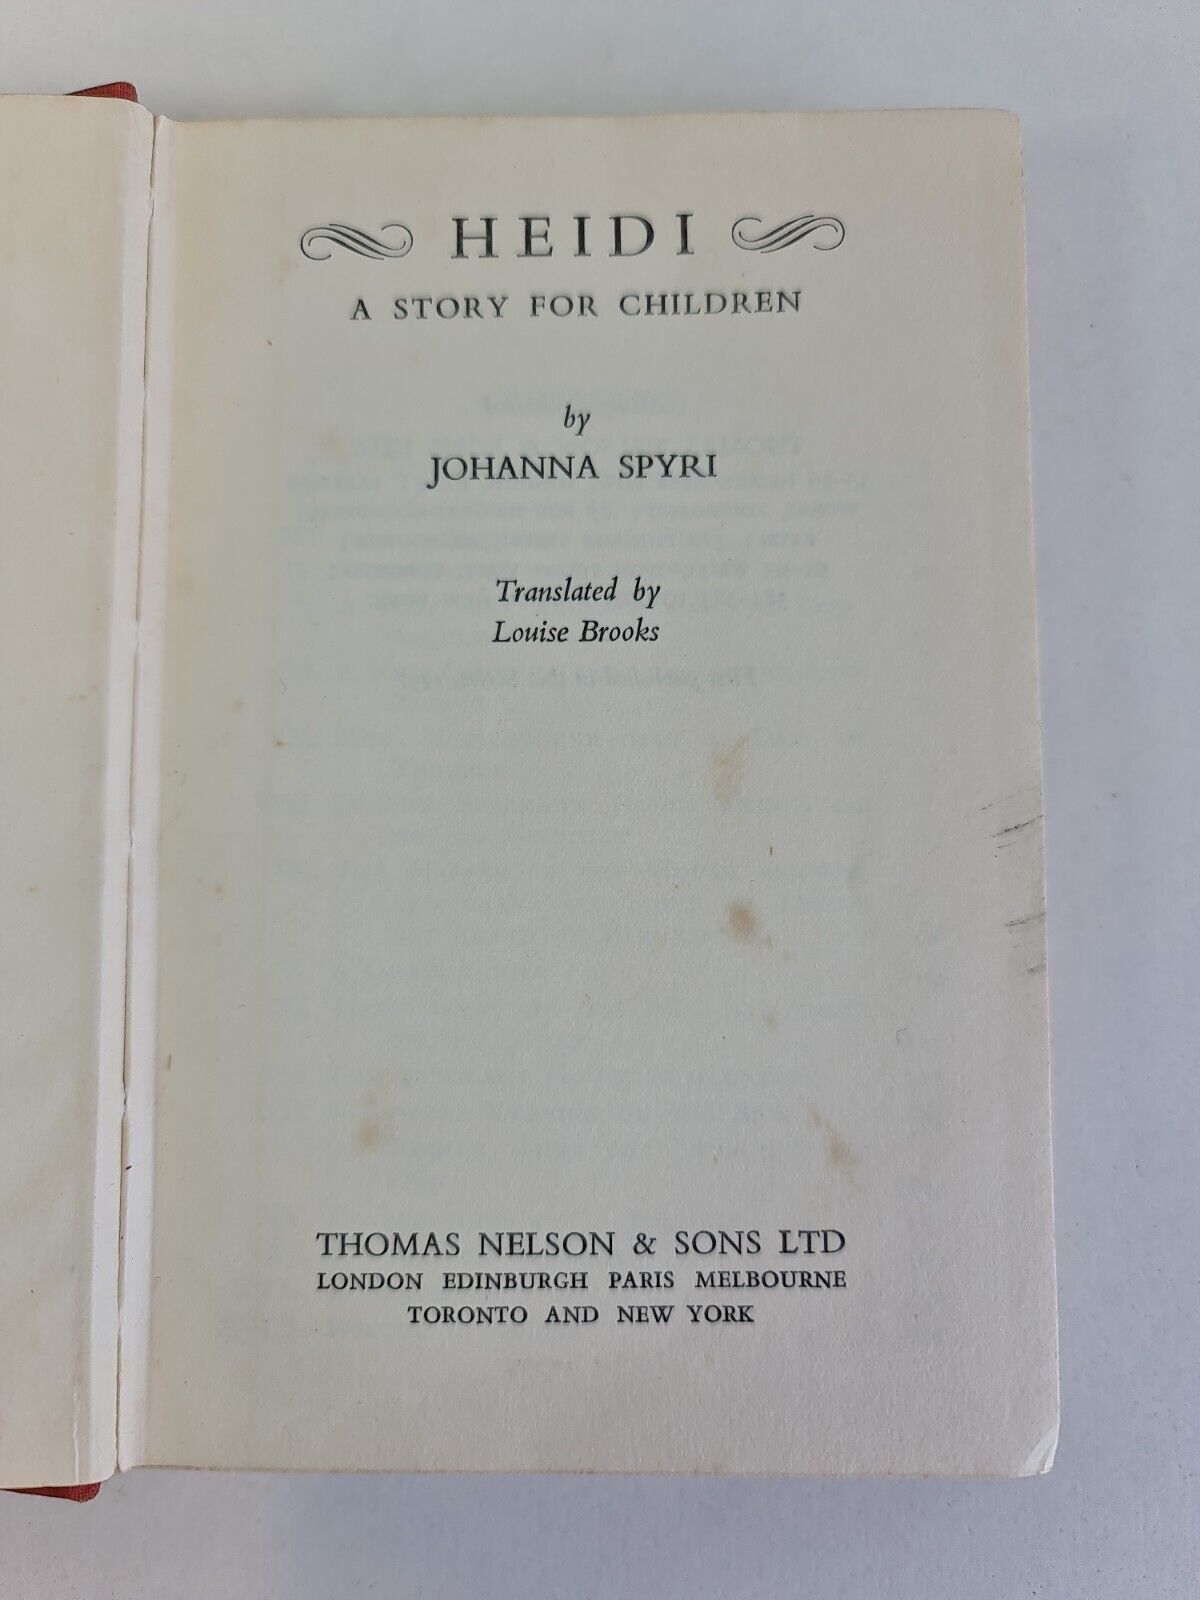 HEIDI
A STORY FOR CHILDREN
by
JOHANNA SPYRI
Translated by
Louise Brooks
THOMAS NELSON & SONS LTD
LONDON EDINBURGH PARIS MELBOURNE
TORONTO AND NEW YORK